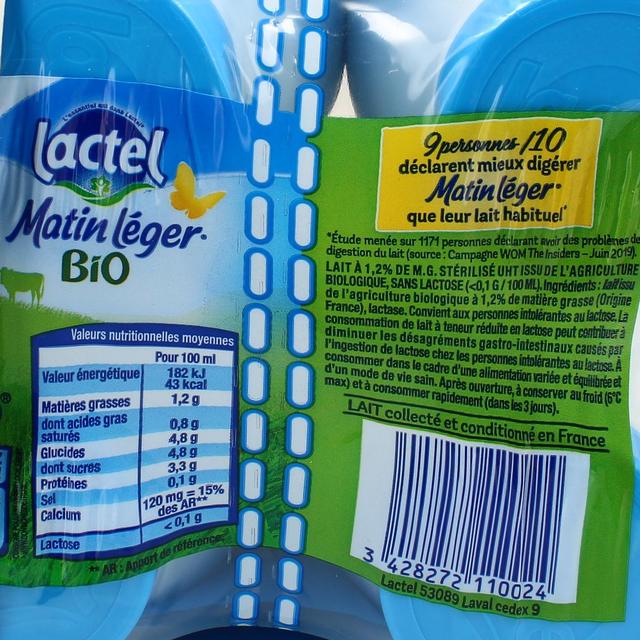 L'essentiel est dans Lactel
lactel
Matin léger
BIO
Valeurs nutritionnelles moyennes
Pour 100 ml
Valeur énergétique 182 kJ
43 kcal
Matières grasses 1,2 g
dont acides gras
saturés 0,8 g
Glucides 4,8 g
dont sucres 4,8 g
Protéines 3,3 g
Sel 0,1 g
Calcium 120 mg = 15%
des AR**
Lactose < 0,1 g
** AR : Apport de référence.
9 personnes /10
déclarent mieux digérer
Matin léger
que leur lait habituel*
*Étude menée sur 1171 personnes déclarant avoir des problèmes de
digestion du lait (source : Campagne WOM The Insiders – Juin 2019).
LAIT À 1,2% DE M.G. STÉRILISÉ UHT ISSU DE L'AGRICULTURE
BIOLOGIQUE, SANS LACTOSE (<0,1 G / 100 ML). Ingrédients : lait issu
de l'agriculture biologique à 1,2% de matière grasse (Origine
France), lactase. Convient aux personnes intolérantes au lactose. La
consommation de lait à teneur réduite en lactose peut contribuer à
diminuer les désagréments gastro-intestinaux causés par
l'ingestion de lactose chez les personnes intolérantes au lactose. À
consommer dans le cadre d'une alimentation variée et équilibrée et
d'un mode de vie sain. Après ouverture, à conserver au froid (6°C
max) et à consommer rapidement (dans les 3 jours).
LAIT collecté et conditionné en France
3 428272 110024
Lactel 53089 Laval cedex 9